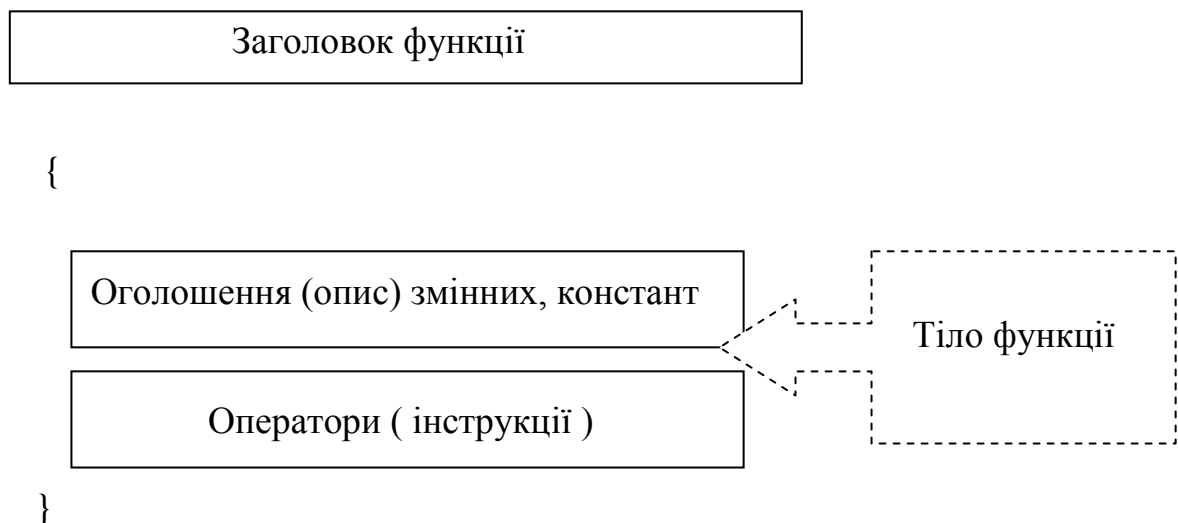 Заголовок функції
{
Оголошення (опис) змінних, констант
Тіло функції
Оператори ( інструкції )
}